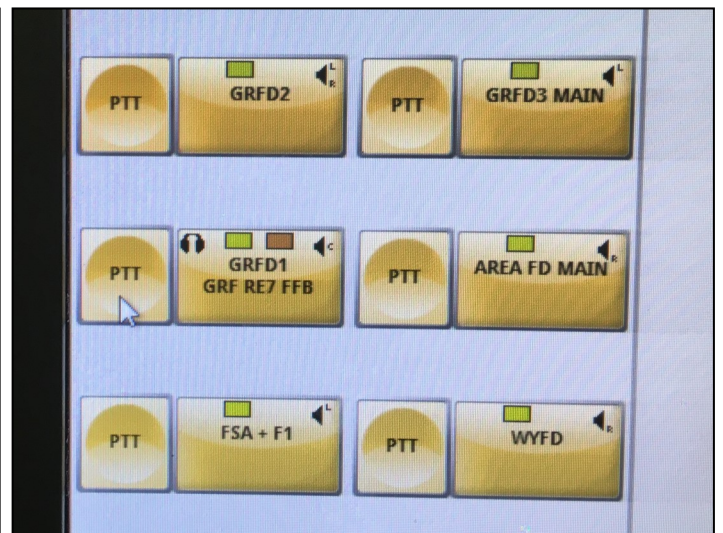 PTT
GRFD2
L
R
PTT
GRFD3 MAIN
L
PTT
GRFD1
GRF RE7 FFB
C
PTT
AREA FD MAIN
R
PTT
FSA + F1
L
PTT
WYFD
R